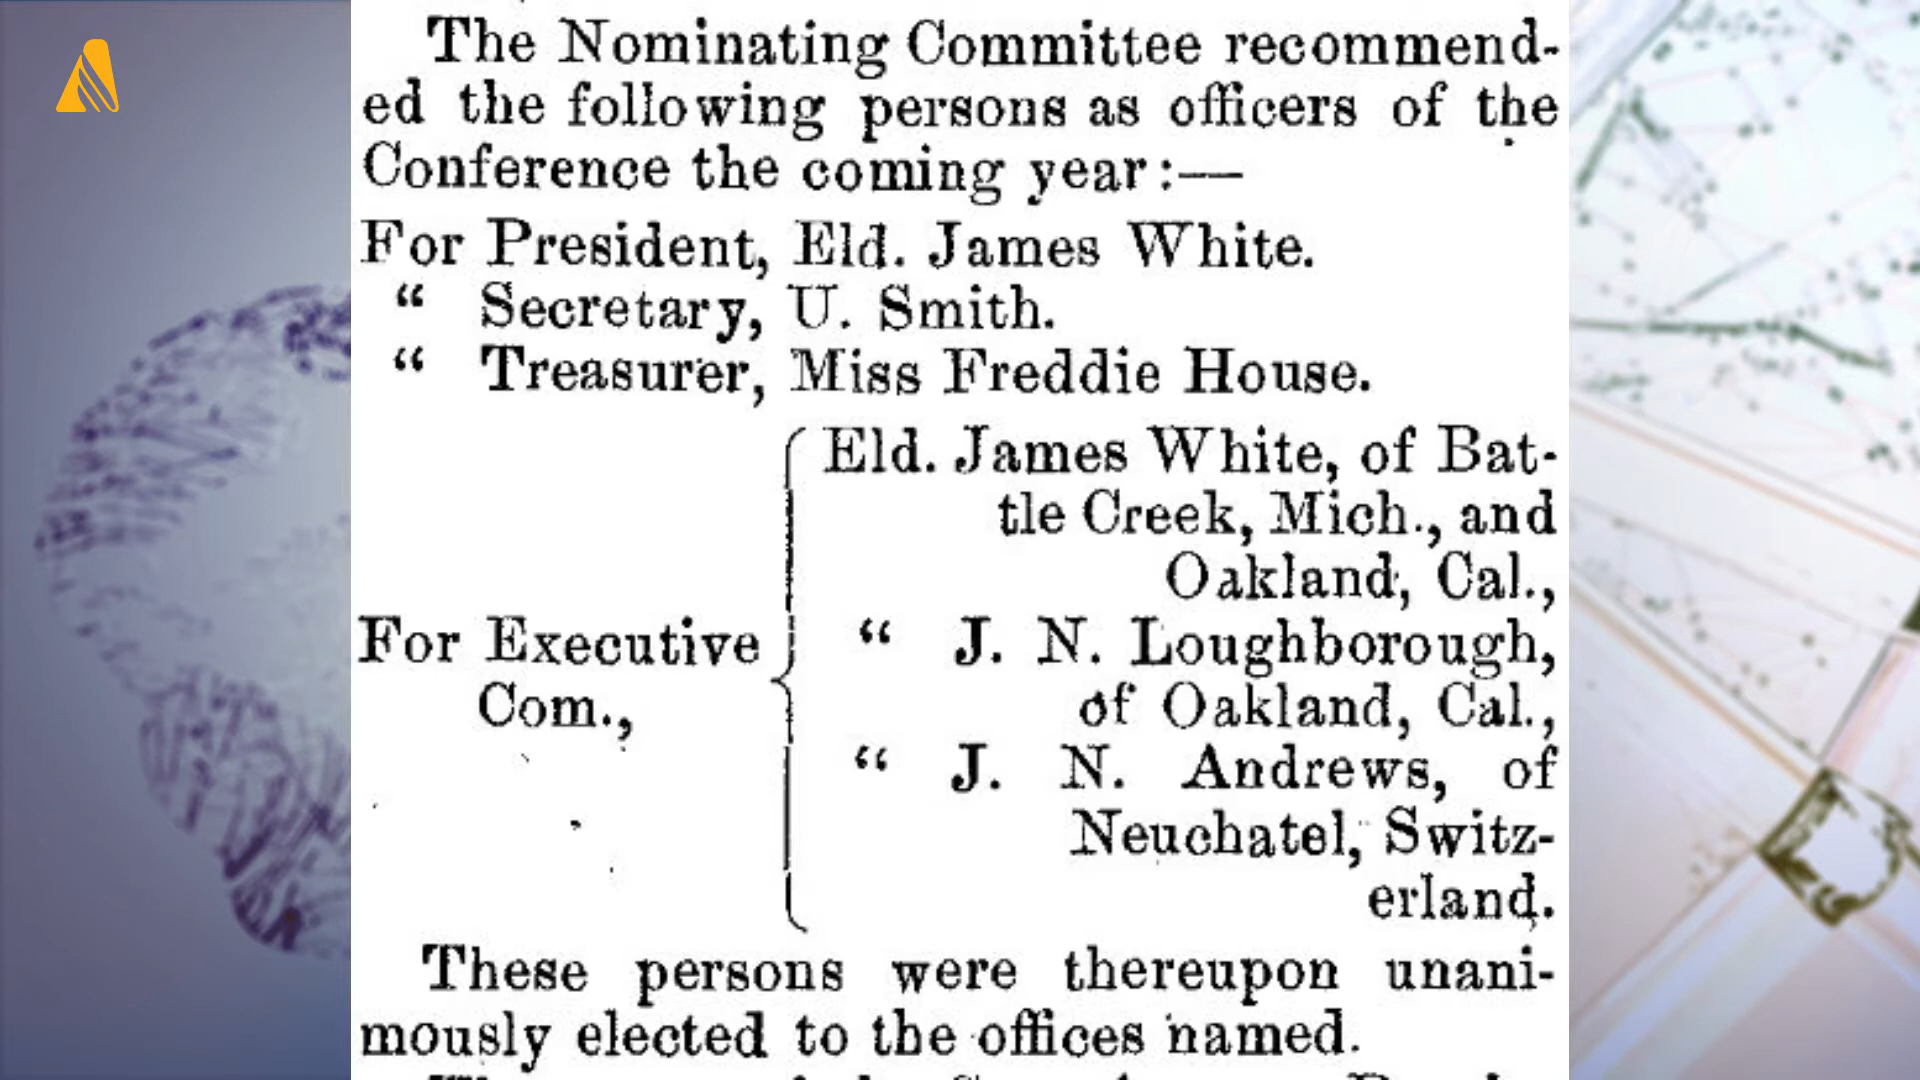 The Nominating Committee recommend-
ed the following persons as officers of the
Conference the coming year:—
For President, Eld. James White.
“ Secretary, U. Smith.
“ Treasurer, Miss Freddie House.
Eld. James White, of Bat-
tle Creek, Mich., and
Oakland, Cal.,
For Executive “ J. N. Loughborough,
Com., of Oakland, Cal.,
“ J. N. Andrews, of
Neuchatel, Switz-
erland.
These persons were thereupon unani-
mously elected to the offices named.